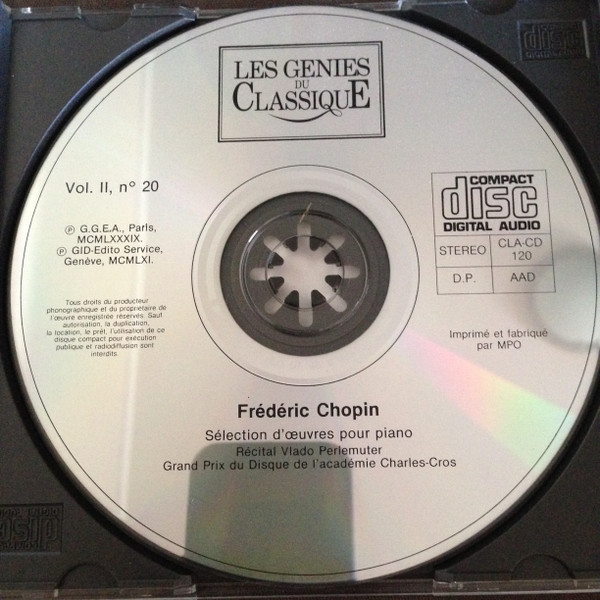 LES GENIES
DU
CLASSIQUE
Vol. II, nº 20
℗ G.G.E.A., Paris,
MCMLXXXIX.
℗ GID-Edito Service,
Genève, MCMLXI.
Tous droits du producteur
phonographique et du propriétaire de
l'œuvre enregistrée réservés. Sauf
autorisation, la duplication,
la location, le prêt, l'utilisation de ce
disque compact pour exécution
publique et radiodiffusion sont
interdits.
COMPACT
disc
DIGITAL AUDIO
STEREO
CLA-CD
120
D.P.
AAD
Imprimé et fabriqué
par MPO
Frédéric Chopin
Sélection d'œuvres pour piano
Récital Vlado Perlemuter
Grand Prix du Disque de l'académie Charles-Cros
disc